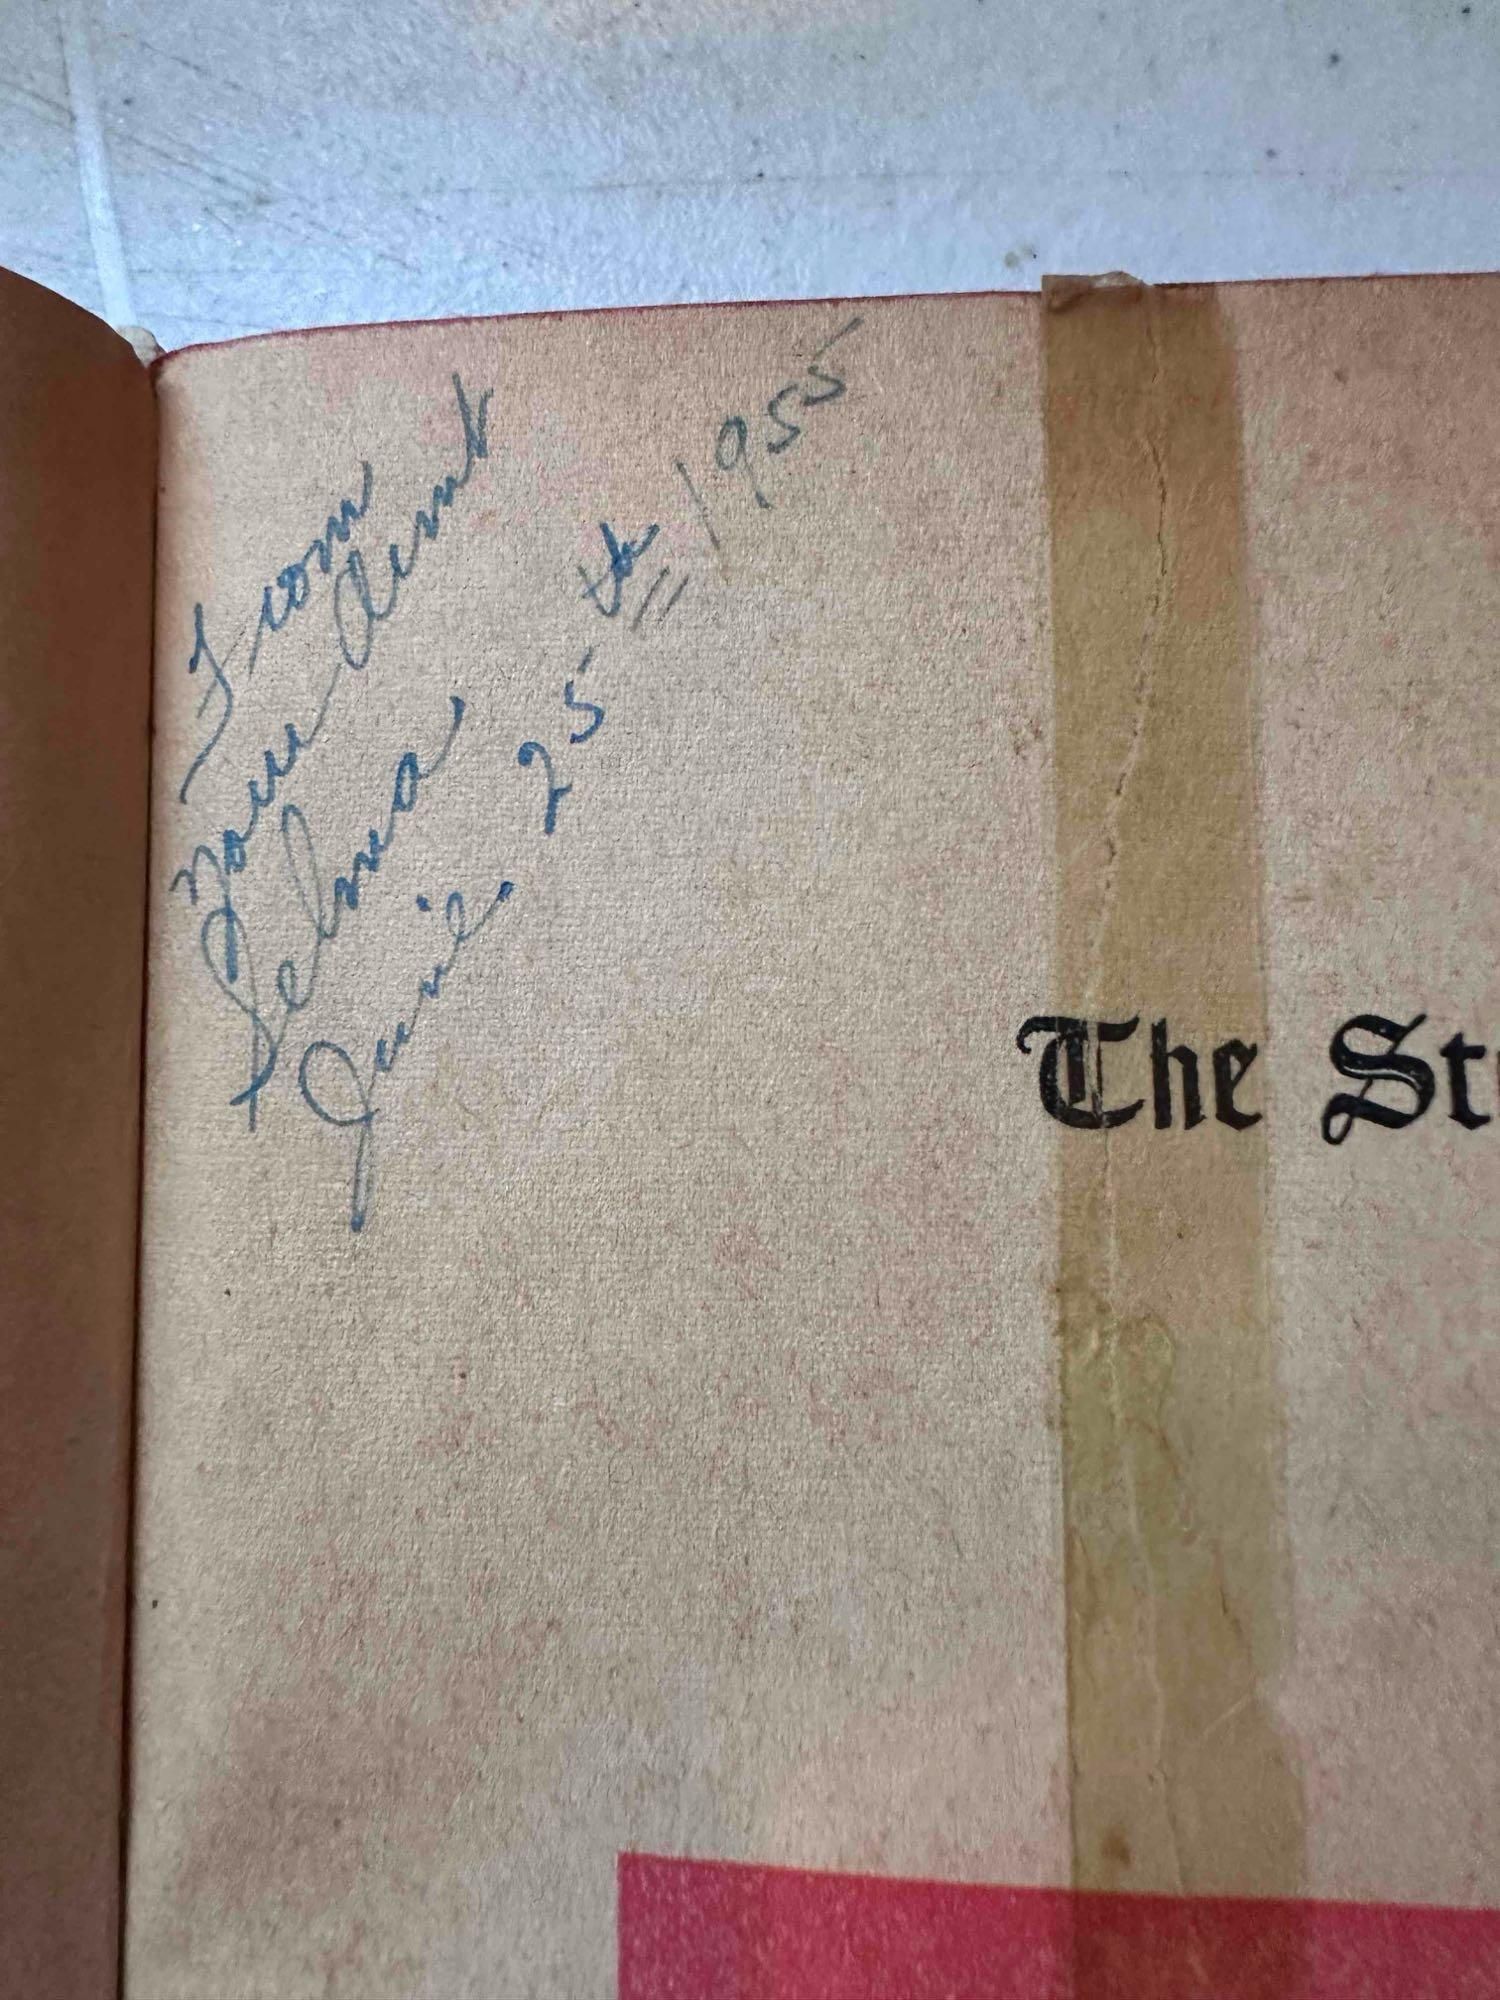 From
your Aunt
Selma
June. 25th 1955
The St